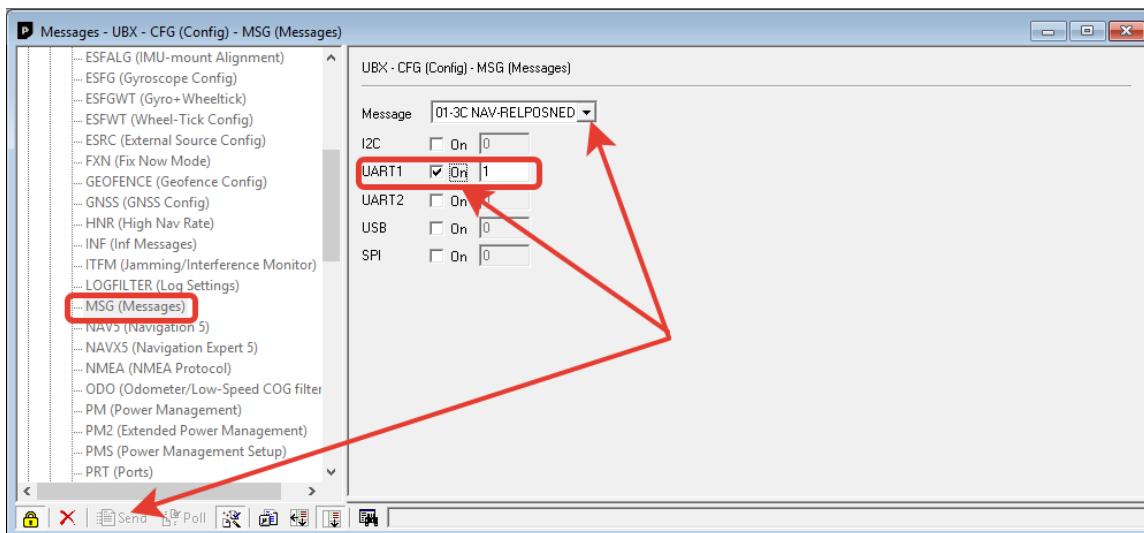 Messages - UBX - CFG (Config) - MSG (Messages)
ESFALG (IMU-mount Alignment)
ESFG (Gyroscope Config)
ESFGWT (Gyro+Wheeltick)
ESFWT (Wheel-Tick Config)
ESRC (External Source Config)
FXN (Fix Now Mode)
GEOFENCE (Geofence Config)
GNSS (GNSS Config)
HNR (High Nav Rate)
INF (Inf Messages)
ITFM (Jamming/Interference Monitor)
LOGFILTER (Log Settings)
MSG (Messages)
NAV5 (Navigation 5)
NAVX5 (Navigation Expert 5)
NMEA (NMEA Protocol)
ODO (Odometer/Low-Speed COG filter
PM (Power Management)
PM2 (Extended Power Management)
PMS (Power Management Setup)
PRT (Ports)
UBX - CFG (Config) - MSG (Messages)
Message 01-3C NAV-RELPOSNED
I2C On 0
UART1 On 1
UART2 On
USB On 0
SPI On 0
Send Poll